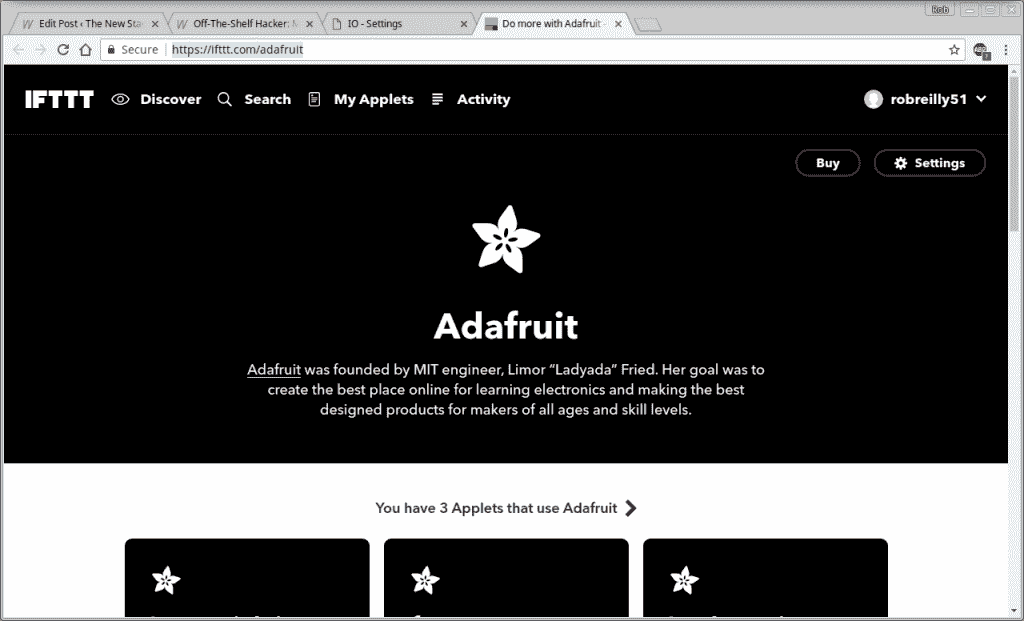 Rob
Edit Post ‹ The New Sta
Off-The-Shelf Hacker:
IO - Settings
Do more with Adafruit
Secure
https://ifttt.com/adafruit
IFTTT
Discover
Search
My Applets
Activity
robreilly51
Buy
Settings
Adafruit
Adafruit was founded by MIT engineer, Limor “Ladyada” Fried. Her goal was to
create the best place online for learning electronics and making the best
designed products for makers of all ages and skill levels.
You have 3 Applets that use Adafruit